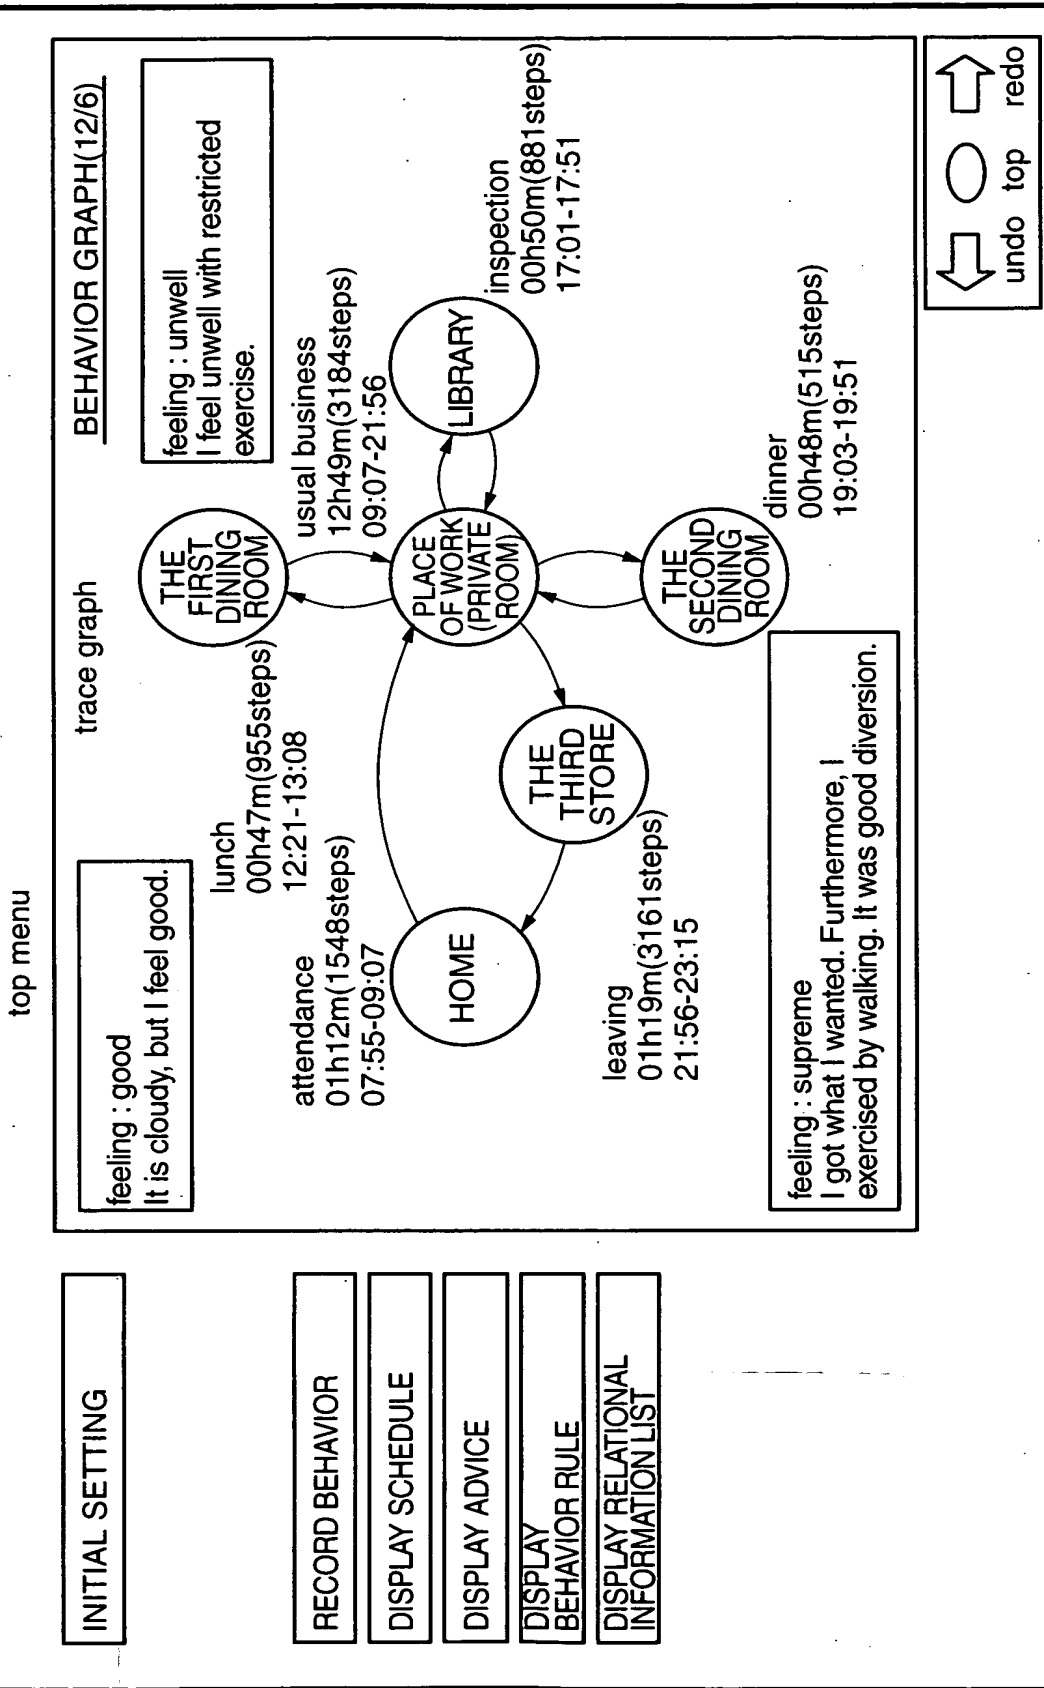 top menu
INITIAL SETTING
RECORD BEHAVIOR
DISPLAY SCHEDULE
DISPLAY ADVICE
DISPLAY
BEHAVIOR RULE
DISPLAY RELATIONAL
INFORMATION LIST
trace graph
BEHAVIOR GRAPH(12/6)
feeling : good
It is cloudy, but I feel good.
feeling : unwell
I feel unwell with restricted
exercise.
lunch
00h47m(955steps)
12:21-13:08
THE
FIRST
DINING
ROOM
usual business
12h49m(3184steps)
09:07-21:56
attendance
01h12m(1548steps)
07:55-09:07
HOME
PLACE
OF WORK
(PRIVATE
ROOM)
LIBRARY
inspection
00h50m(881steps)
17:01-17:51
THE
THIRD
STORE
leaving
01h19m(3161steps)
21:56-23:15
THE
SECOND
DINING
ROOM
dinner
00h48m(515steps)
19:03-19:51
feeling : supreme
I got what I wanted. Furthermore, I
exercised by walking. It was good diversion.
undo top redo